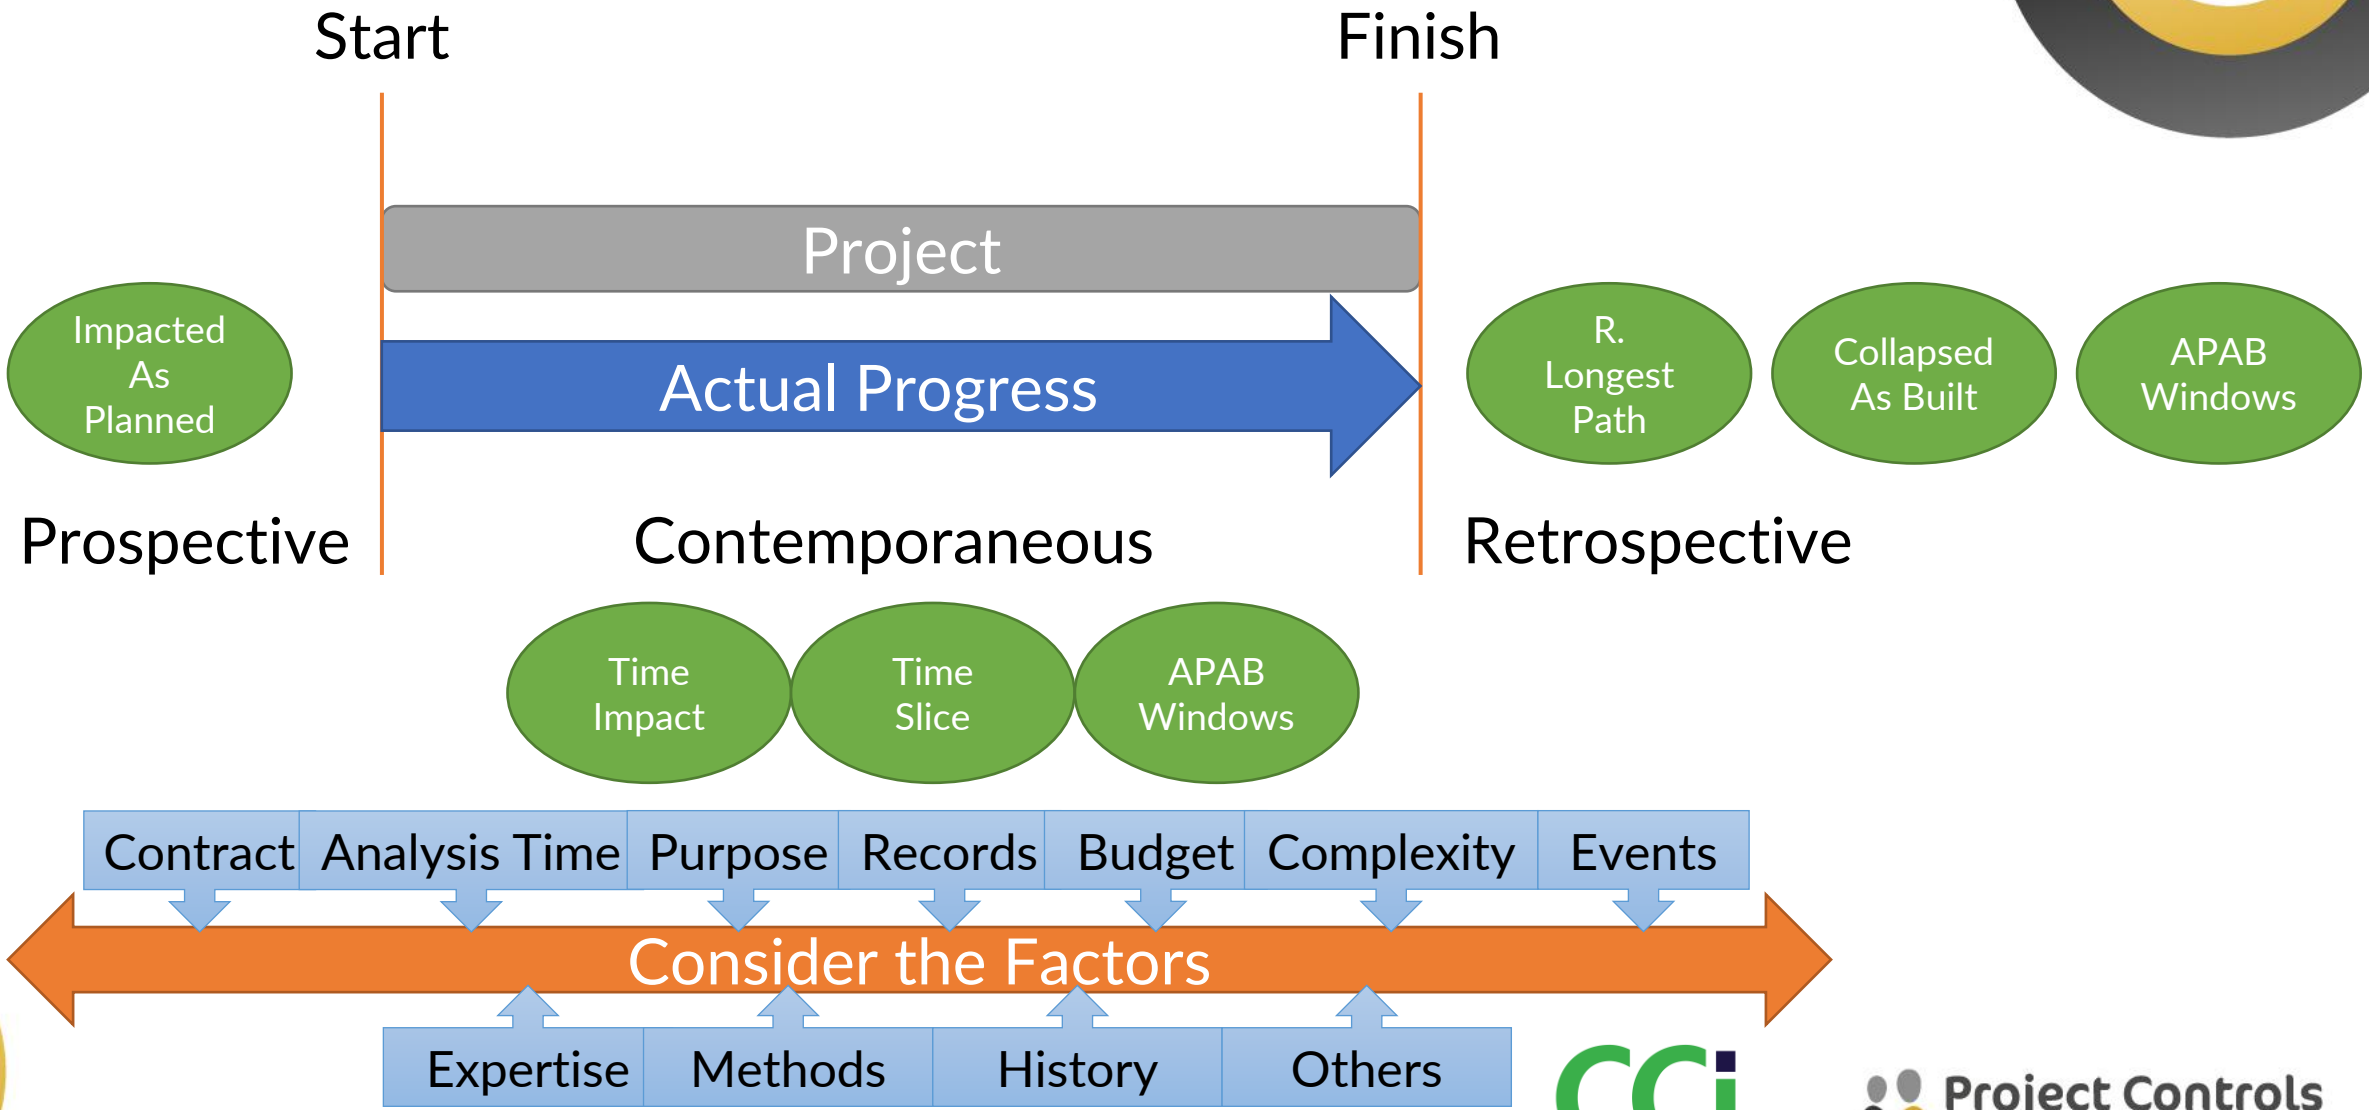 Start
Finish
Project
Impacted
As
Planned
Actual Progress
R.
Longest
Path
Collapsed
As Built
APAB
Windows
Prospective
Contemporaneous
Retrospective
Time
Impact
Time
Slice
APAB
Windows
Contract
Analysis Time
Purpose
Records
Budget
Complexity
Events
Consider the Factors
Expertise
Methods
History
Others
CCi
Project Controls